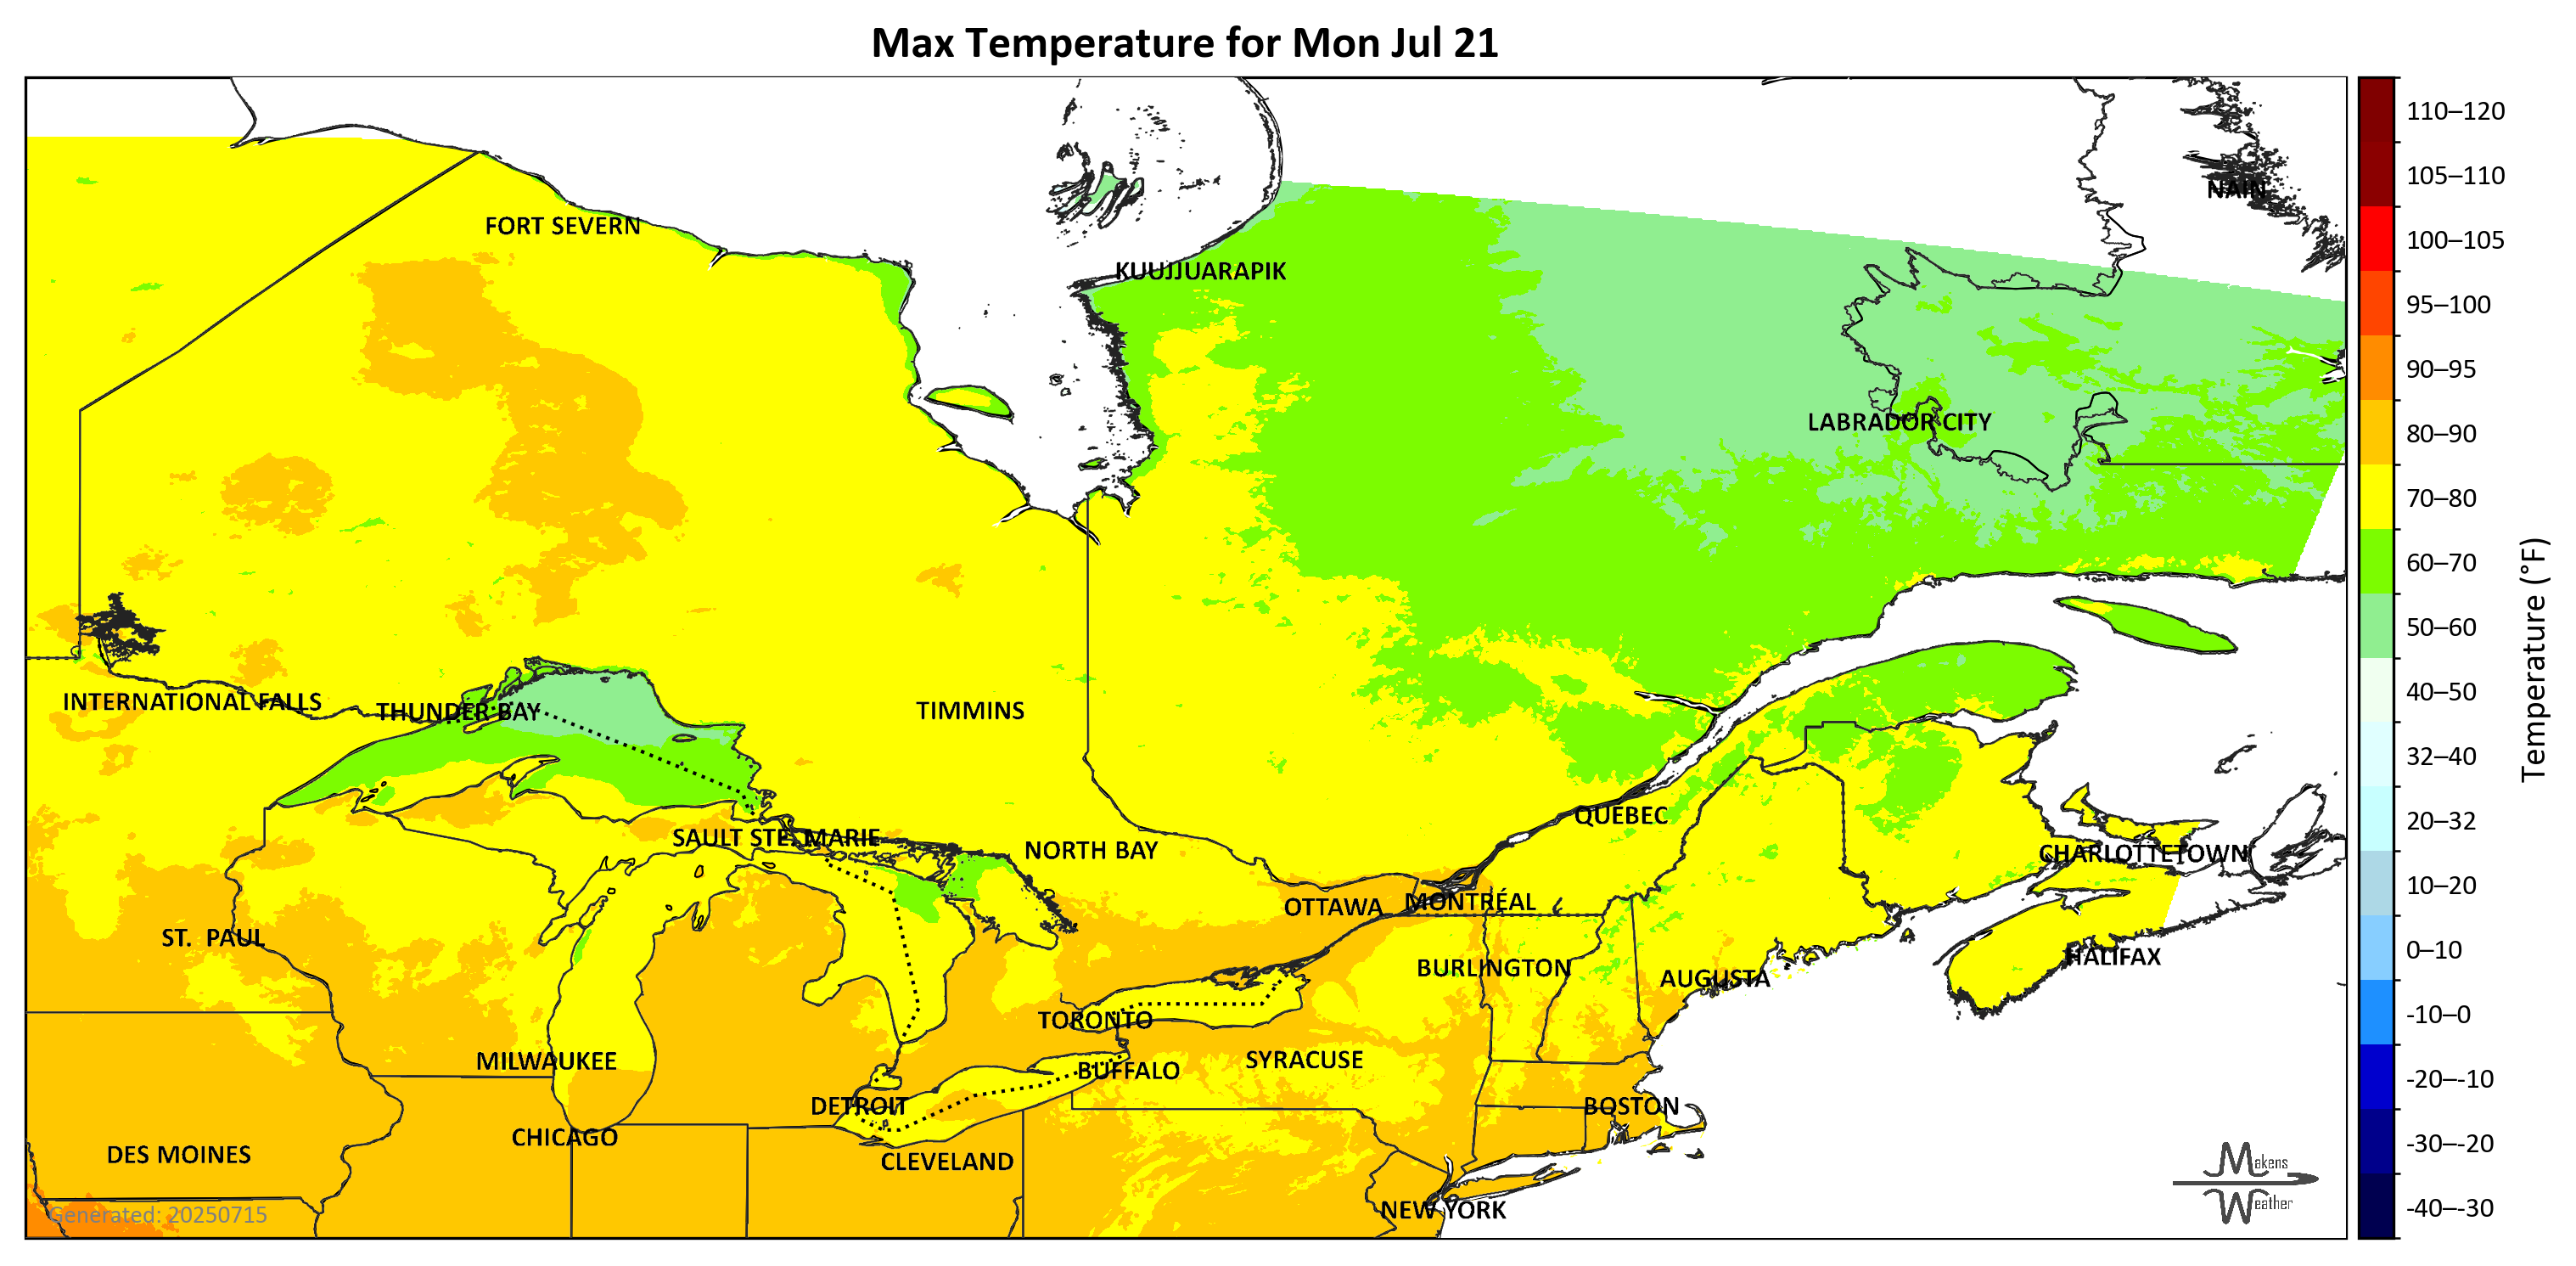 Max Temperature for Mon Jul 21
NAIN
FORT SEVERN
KUUJJUARAPIK
LABRADOR CITY
INTERNATIONAL FALLS
THUNDER BAY
TIMMINS
QUEBEC
SAULT STE. MARIE
NORTH BAY
CHARLOTTETOWN
OTTAWA
MONTRÉAL
ST. PAUL
HALIFAX
BURLINGTON
AUGUSTA
TORONTO
MILWAUKEE
SYRACUSE
BUFFALO
DETROIT
BOSTON
CHICAGO
DES MOINES
CLEVELAND
NEW YORK
Generated: 20250715
Makens
Weather
110–120
105–110
100–105
95–100
90–95
80–90
70–80
60–70
50–60
40–50
32–40
20–32
10–20
0–10
-10–0
-20–-10
-30–-20
-40–-30
Temperature (°F)